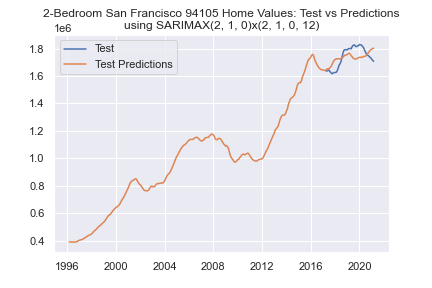 2-Bedroom San Francisco 94105 Home Values: Test vs Predictions
using SARIMAX(2, 1, 0)x(2, 1, 0, 12)
1e6
Test
Test Predictions
1.8
1.6
1.4
1.2
1.0
0.8
0.6
0.4
1996 2000 2004 2008 2012 2016 2020